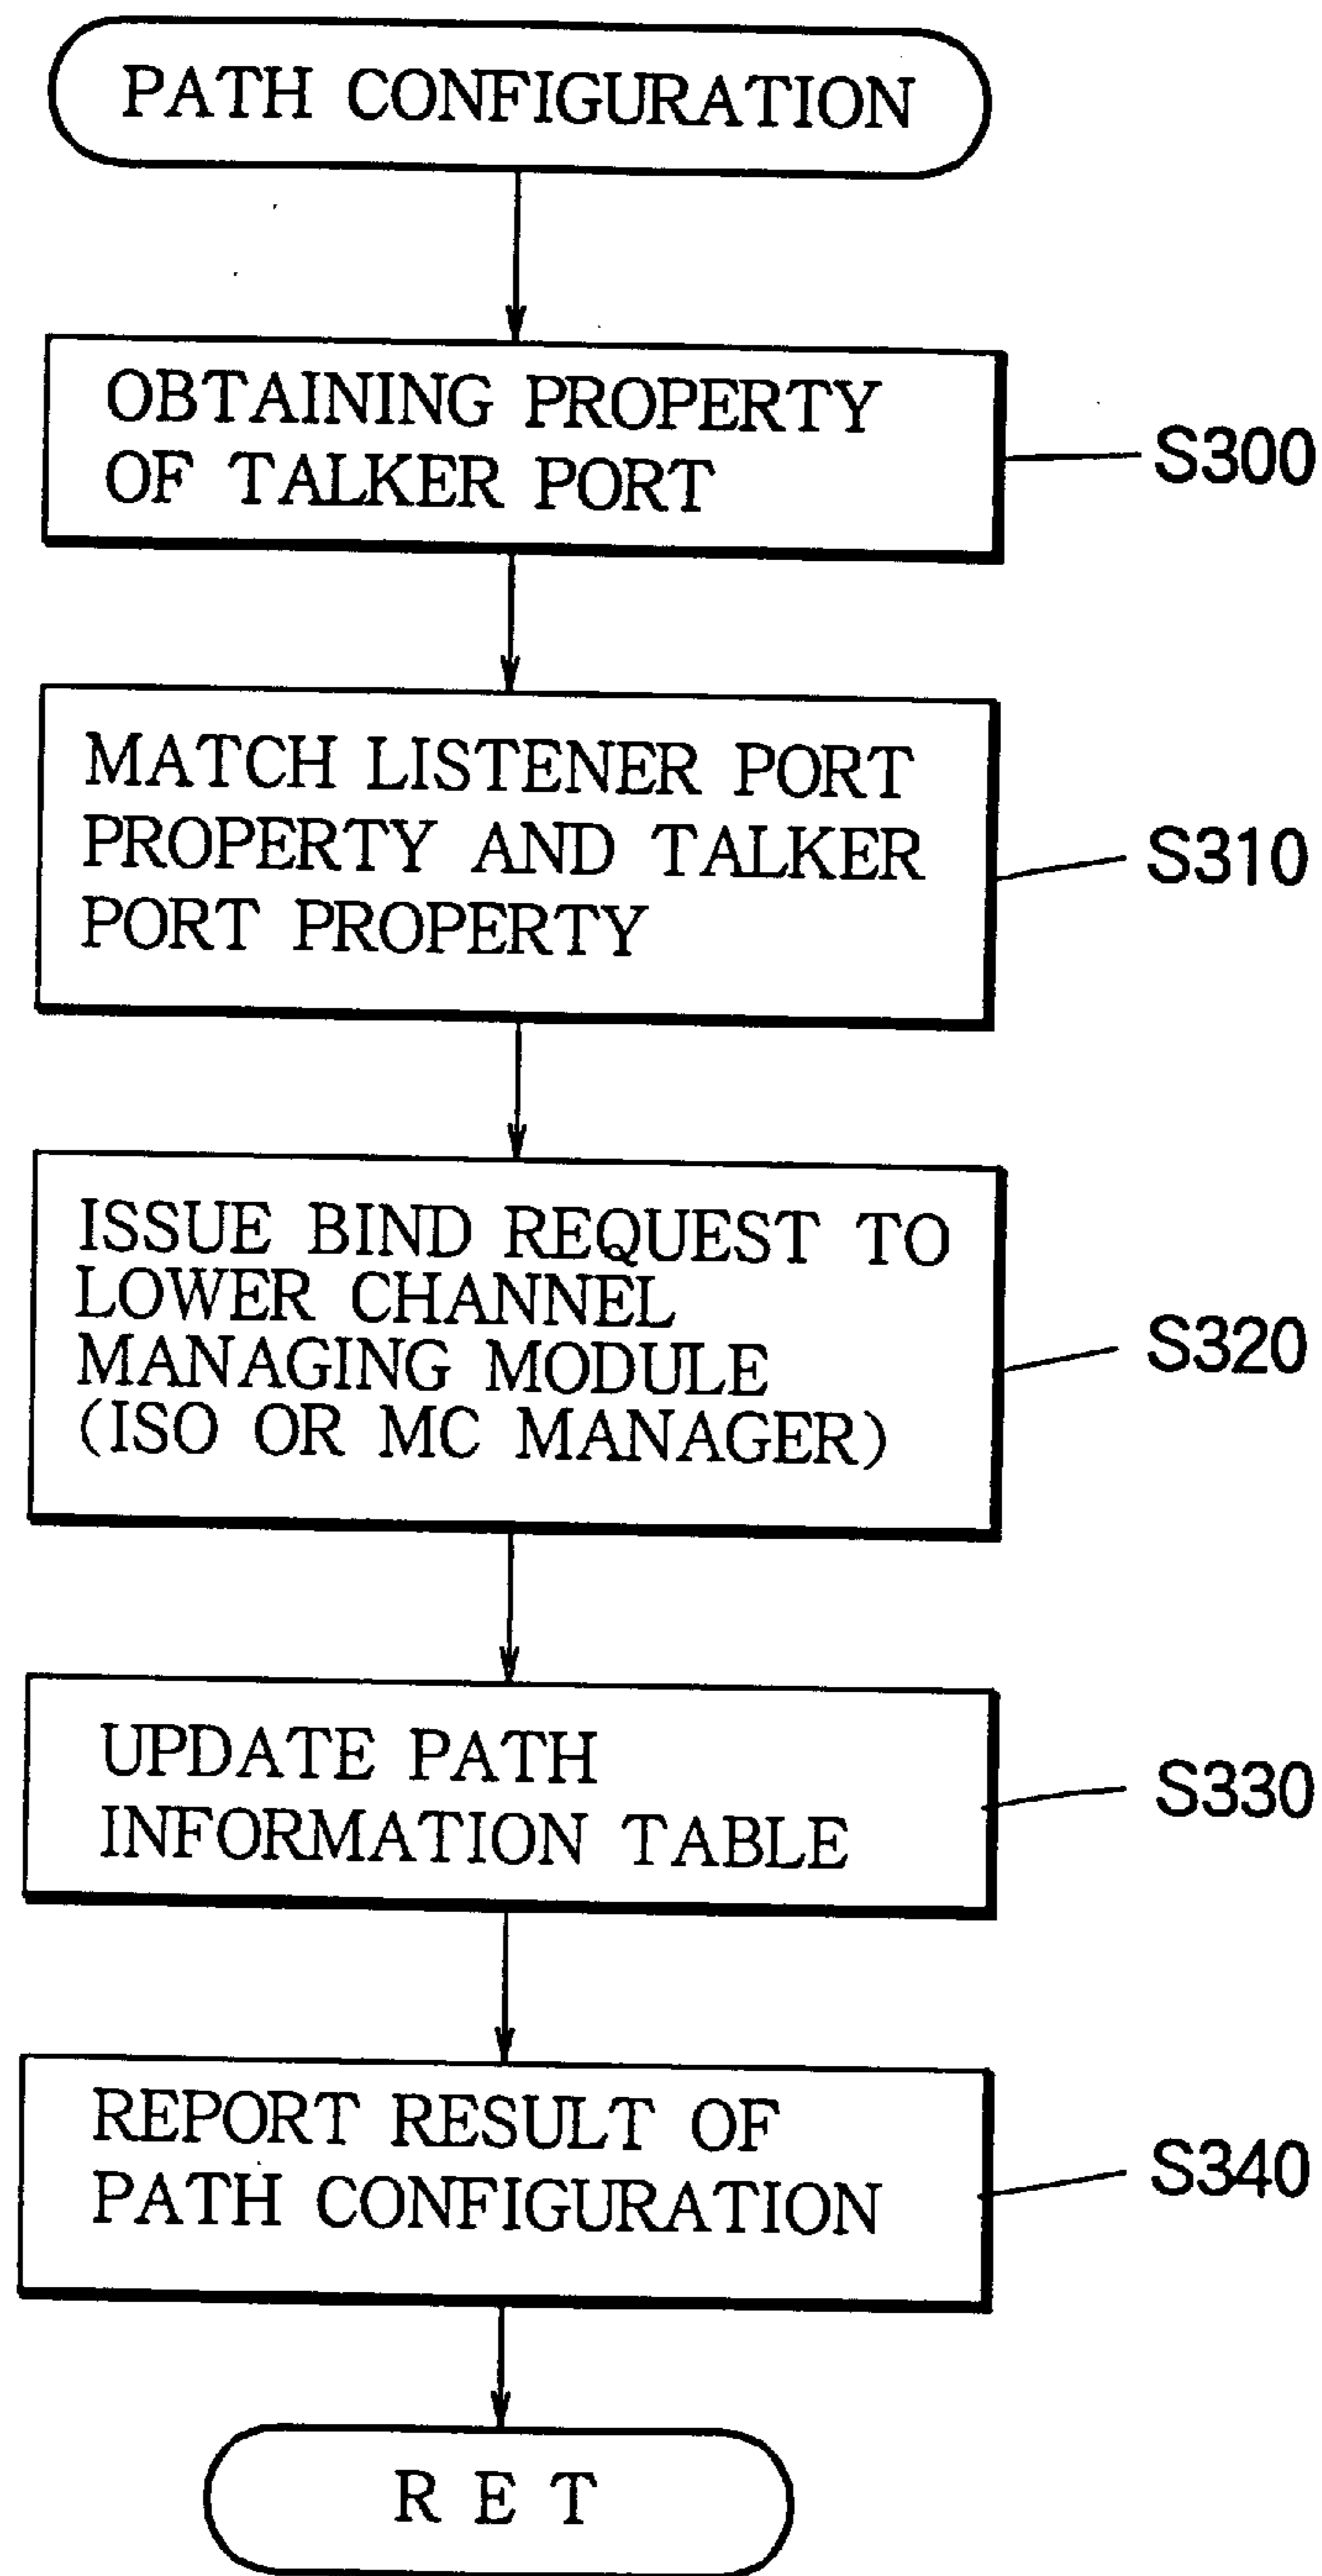 PATH CONFIGURATION
OBTAINING PROPERTY
OF TALKER PORT
S300
MATCH LISTENER PORT
PROPERTY AND TALKER
PORT PROPERTY
S310
ISSUE BIND REQUEST TO
LOWER CHANNEL
MANAGING MODULE
(ISO OR MC MANAGER)
S320
UPDATE PATH
INFORMATION TABLE
S330
REPORT RESULT OF
PATH CONFIGURATION
S340
RET